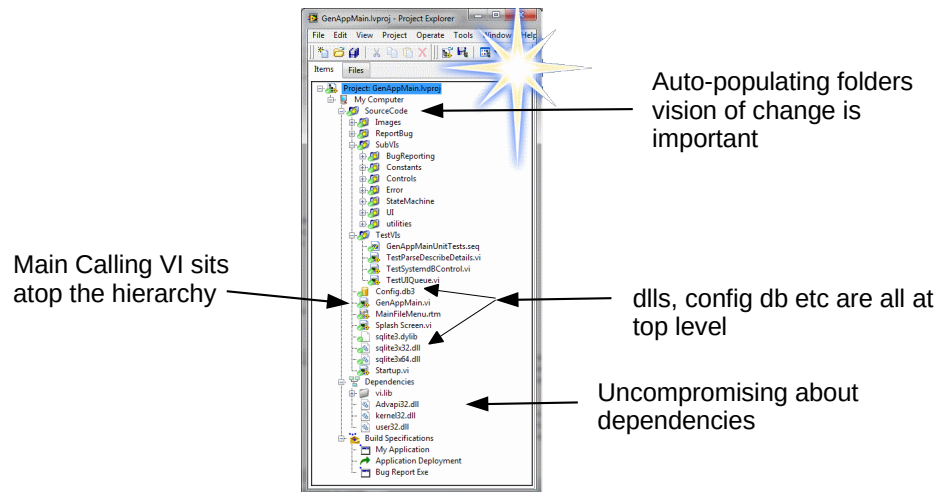 GenAppMain.lvproj - Project Explorer
File Edit View Project Operate Tools Window Help
Items Files
Project: GenAppMain.lvproj
My Computer
SourceCode
Images
ReportBug
SubVIs
BugReporting
Constants
Controls
Error
StateMachine
UI
utilities
TestVIs
GenAppMainUnitTests.seq
TestParseDescribeDetails.vi
TestSystemdBControl.vi
TestUIQueue.vi
Config.db3
GenAppMain.vi
MainFileMenu.rtm
Splash Screen.vi
sqlite3.dylib
sqlite3x32.dll
sqlite3x64.dll
Startup.vi
Dependencies
vi.lib
Advapi32.dll
kernel32.dll
user32.dll
Build Specifications
My Application
Application Deployment
Bug Report Exe
Main Calling VI sits
atop the hierarchy
Auto-populating folders
vision of change is
important
dlls, config db etc are all at
top level
Uncompromising about
dependencies